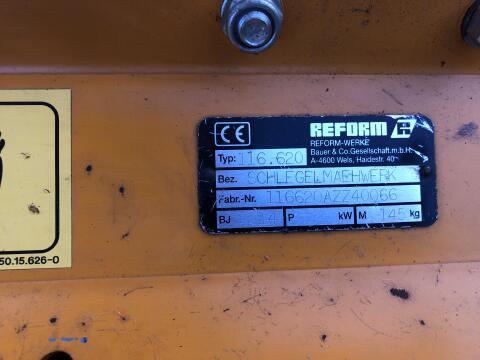 CE REFORM
REFORM-WERKE
Bauer & Co.Gesellschaft.m.b.H.
A-4600 Wels, Haidestr. 40
Typ: 116.620
Bez. SCHLEGELMAEHWERK
Fabr.-Nr. 116620AZZ40066
BJ P kW M 145 kg
50.15.626-0